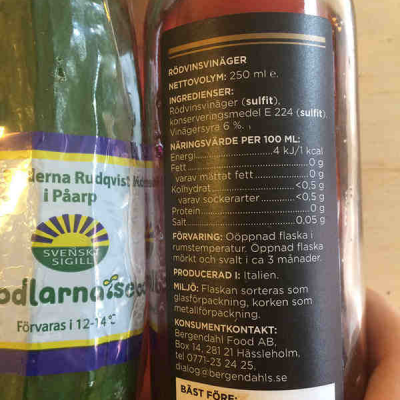 derna Rudqvist
i Påarp
SVENSKT
SIGILL
odlarna.se
Förvaras i 12-14°C
RÖDVINSVINÄGER
NETTOVOLYM: 250 ml e.
INGREDIENSER:
Rödvinsvinäger (sulfit),
konserveringsmedel E 224 (sulfit).
Vinägersyra 6 %.
NÄRINGSVÄRDE PER 100 ML:
Energi 4 kJ/1 kcal
Fett 0 g
varav mättat fett 0 g
Kolhydrat <0,5 g
varav sockerarter <0,5 g
Protein 0 g
Salt 0,05 g
FÖRVARING: Oöppnad flaska i
rumstemperatur. Öppnad flaska
mörkt och svalt i ca 3 månader.
PRODUCERAD I: Italien.
MILJÖ: Flaskan sorteras som
glasförpackning, korken som
metallförpackning.
KONSUMENTKONTAKT:
Bergendahl Food AB,
Box 14, 281 21 Hässleholm.
tel 0771-23 24 25,
dialog@bergendahls.se
BÄST FÖRE: